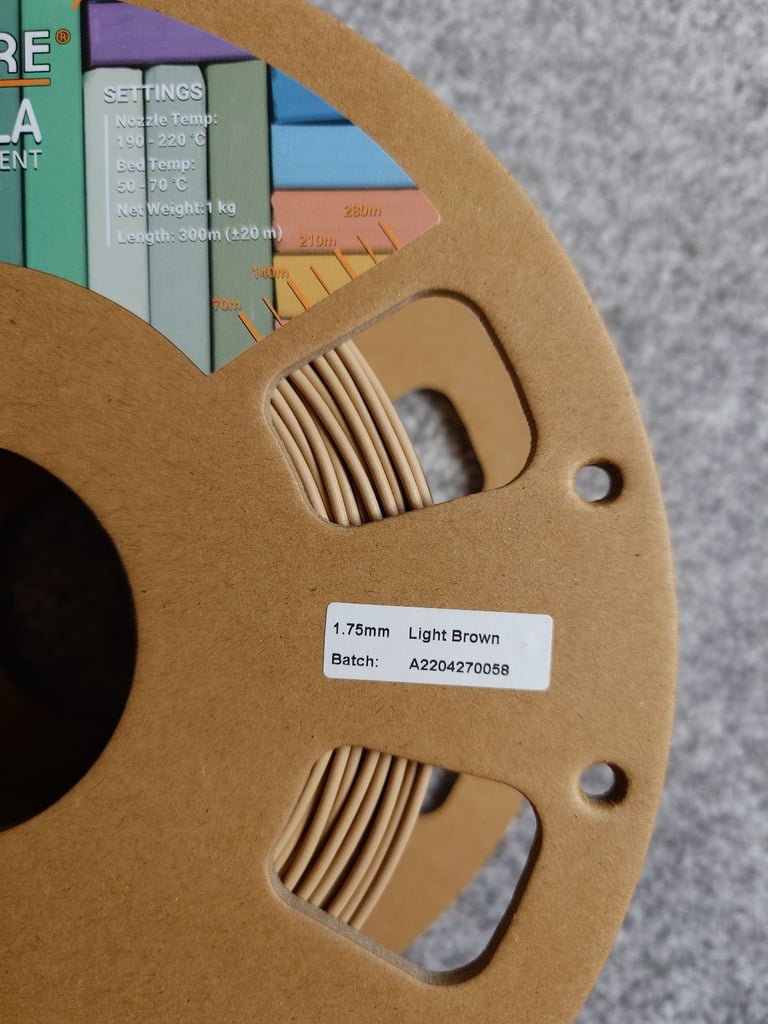 RE®
LA
ENT
SETTINGS
Nozzle Temp:
190 - 220 °C
Bed Temp:
50 - 70 °C
Net Weight:1 kg
Length: 300m (±20 m)
280m
210m
140m
70m
1.75mm Light Brown
Batch: A2204270058